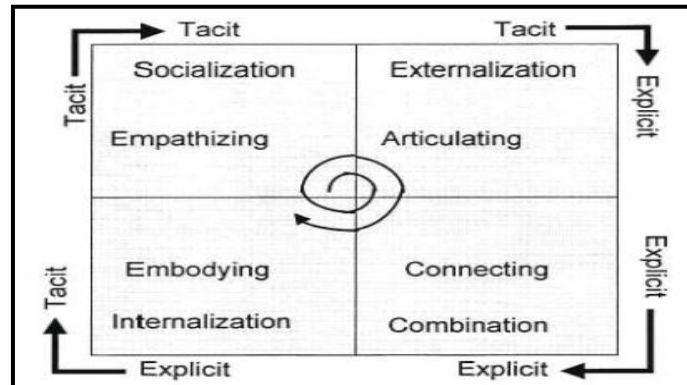 Tacit Tacit
Tacit Socialization Externalization Explicit
Empathizing Articulating
Tacit Embodying Connecting Explicit
Internalization Combination
Explicit Explicit